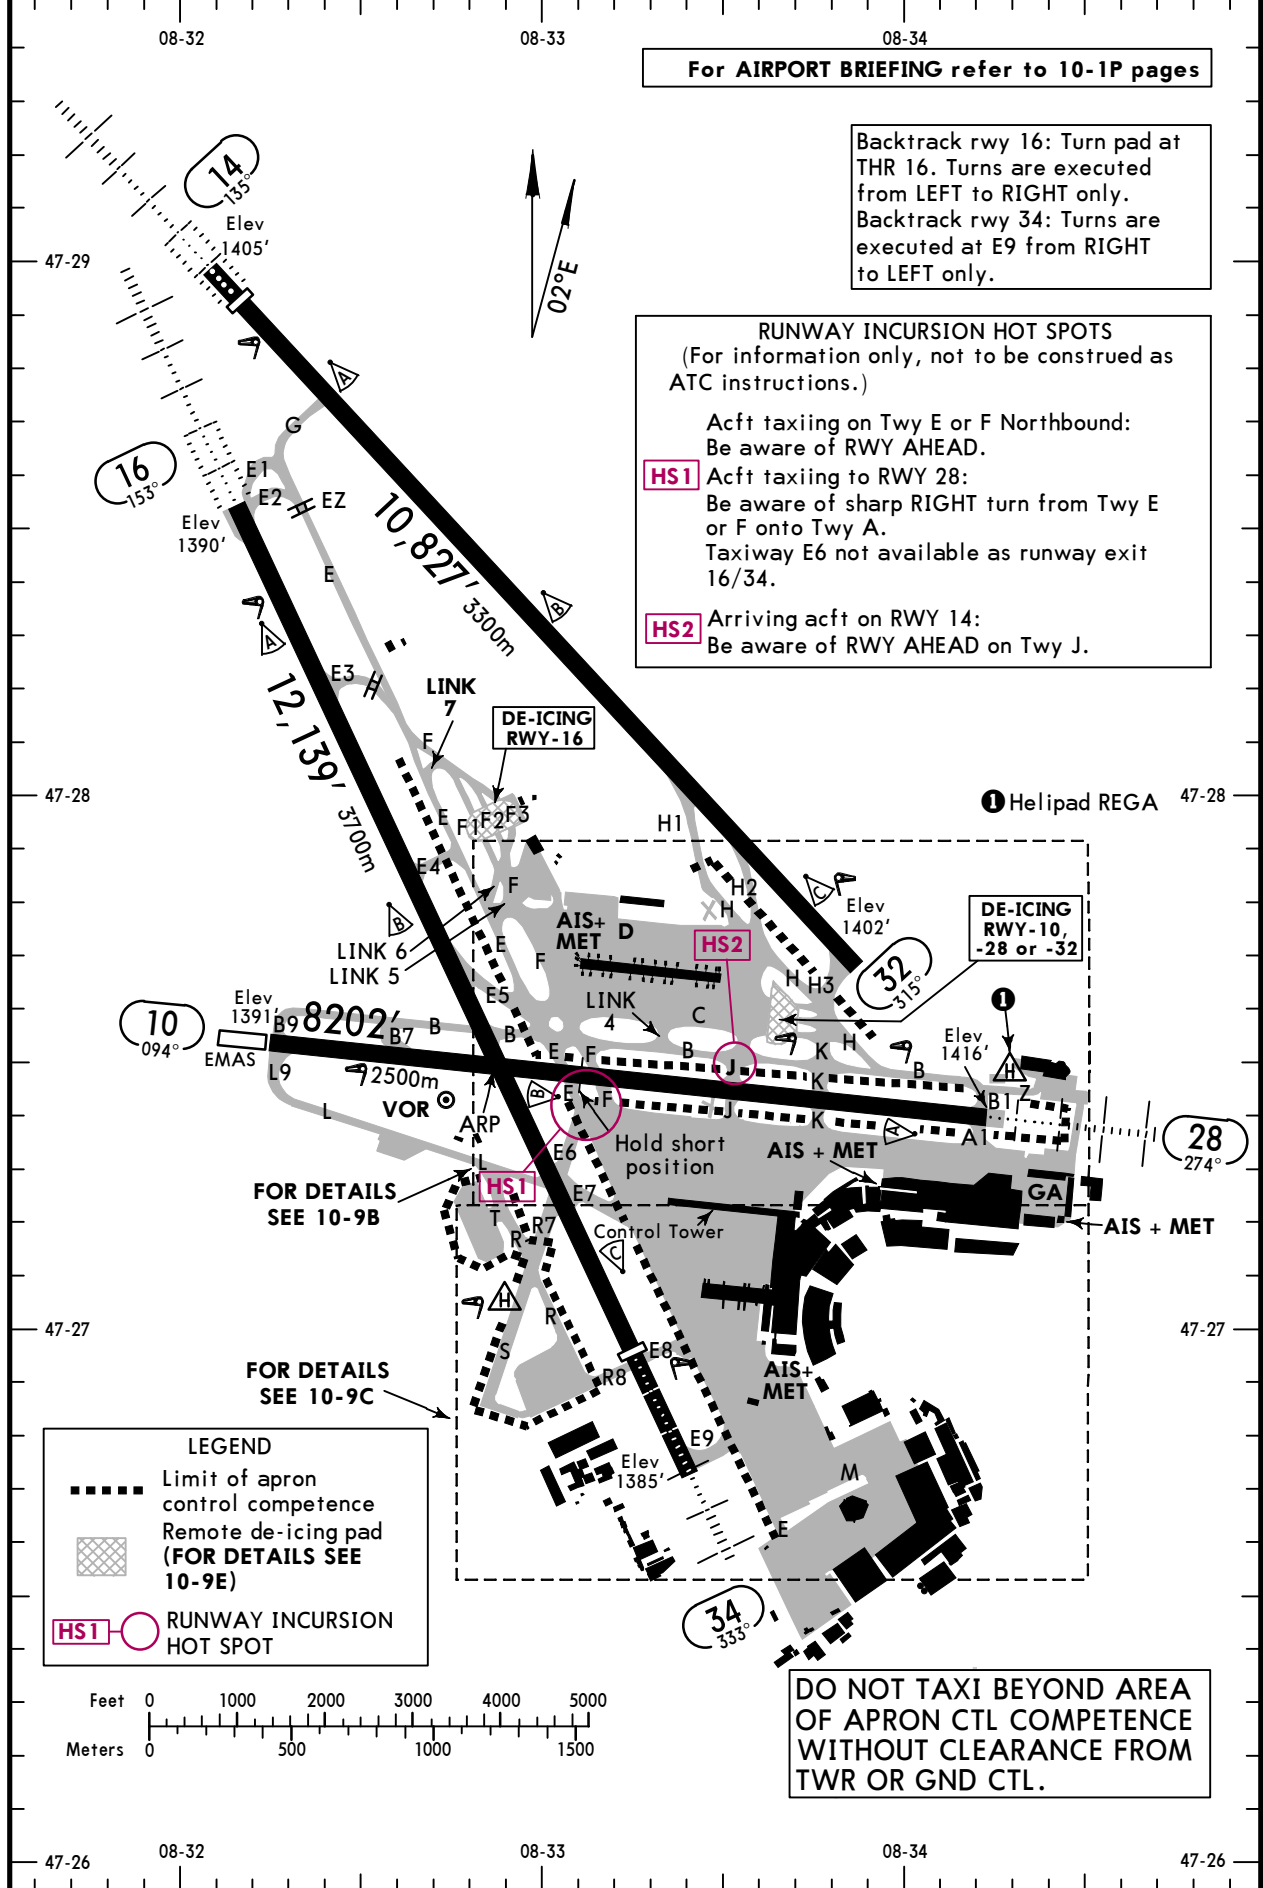 08-32
08-33
08-34
For AIRPORT BRIEFING refer to 10-1P pages
Backtrack rwy 16: Turn pad at
THR 16. Turns are executed
from LEFT to RIGHT only.
Backtrack rwy 34: Turns are
executed at E9 from RIGHT
to LEFT only.
14
135°
Elev
1405'
02°E
47-29
RUNWAY INCURSION HOT SPOTS
(For information only, not to be construed as
ATC instructions.)
Acft taxiing on Twy E or F Northbound:
Be aware of RWY AHEAD.
HS1
Acft taxiing to RWY 28:
Be aware of sharp RIGHT turn from Twy E
or F onto Twy A.
Taxiway E6 not available as runway exit
16/34.
HS2
Arriving acft on RWY 14:
Be aware of RWY AHEAD on Twy J.
A
G
16
153°
Elev
1390'
E1
E2
EZ
E
10,827'
3300m
B
A
E3
12,139'
3700m
LINK
7
DE-ICING
RWY-16
F
E
F1
F2
F3
E4
F
B
LINK 6
LINK 5
E
F
E5
47-28
47-28
1
Helipad REGA
H1
H2
H
C
Elev
1402'
AIS+
MET
D
HS2
DE-ICING
RWY-10,
-28 or -32
32
315°
H
H3
H
1
LINK
4
C
10
094°
Elev
1391'
EMAS
B9
8202'
B7
B
B
E
F
B
J
K
K
B
Elev
1416'
H
Z
B1
L9
2500m
VOR
ARP
B
E
F
J
K
A
A1
28
274°
L
L
Hold short
position
AIS + MET
E6
HS1
E7
FOR DETAILS
SEE 10-9B
GA
AIS + MET
T
R
R7
Control Tower
C
H
R
S
47-27
47-27
E8
R8
AIS+
MET
FOR DETAILS
SEE 10-9C
E9
Elev
1385'
M
E
34
333°
LEGEND
Limit of apron
control competence
Remote de-icing pad
(FOR DETAILS SEE
10-9E)
HS1
RUNWAY INCURSION
HOT SPOT
Feet 0 1000 2000 3000 4000 5000
Meters 0 500 1000 1500
DO NOT TAXI BEYOND AREA
OF APRON CTL COMPETENCE
WITHOUT CLEARANCE FROM
TWR OR GND CTL.
08-32
08-33
08-34
47-26
47-26